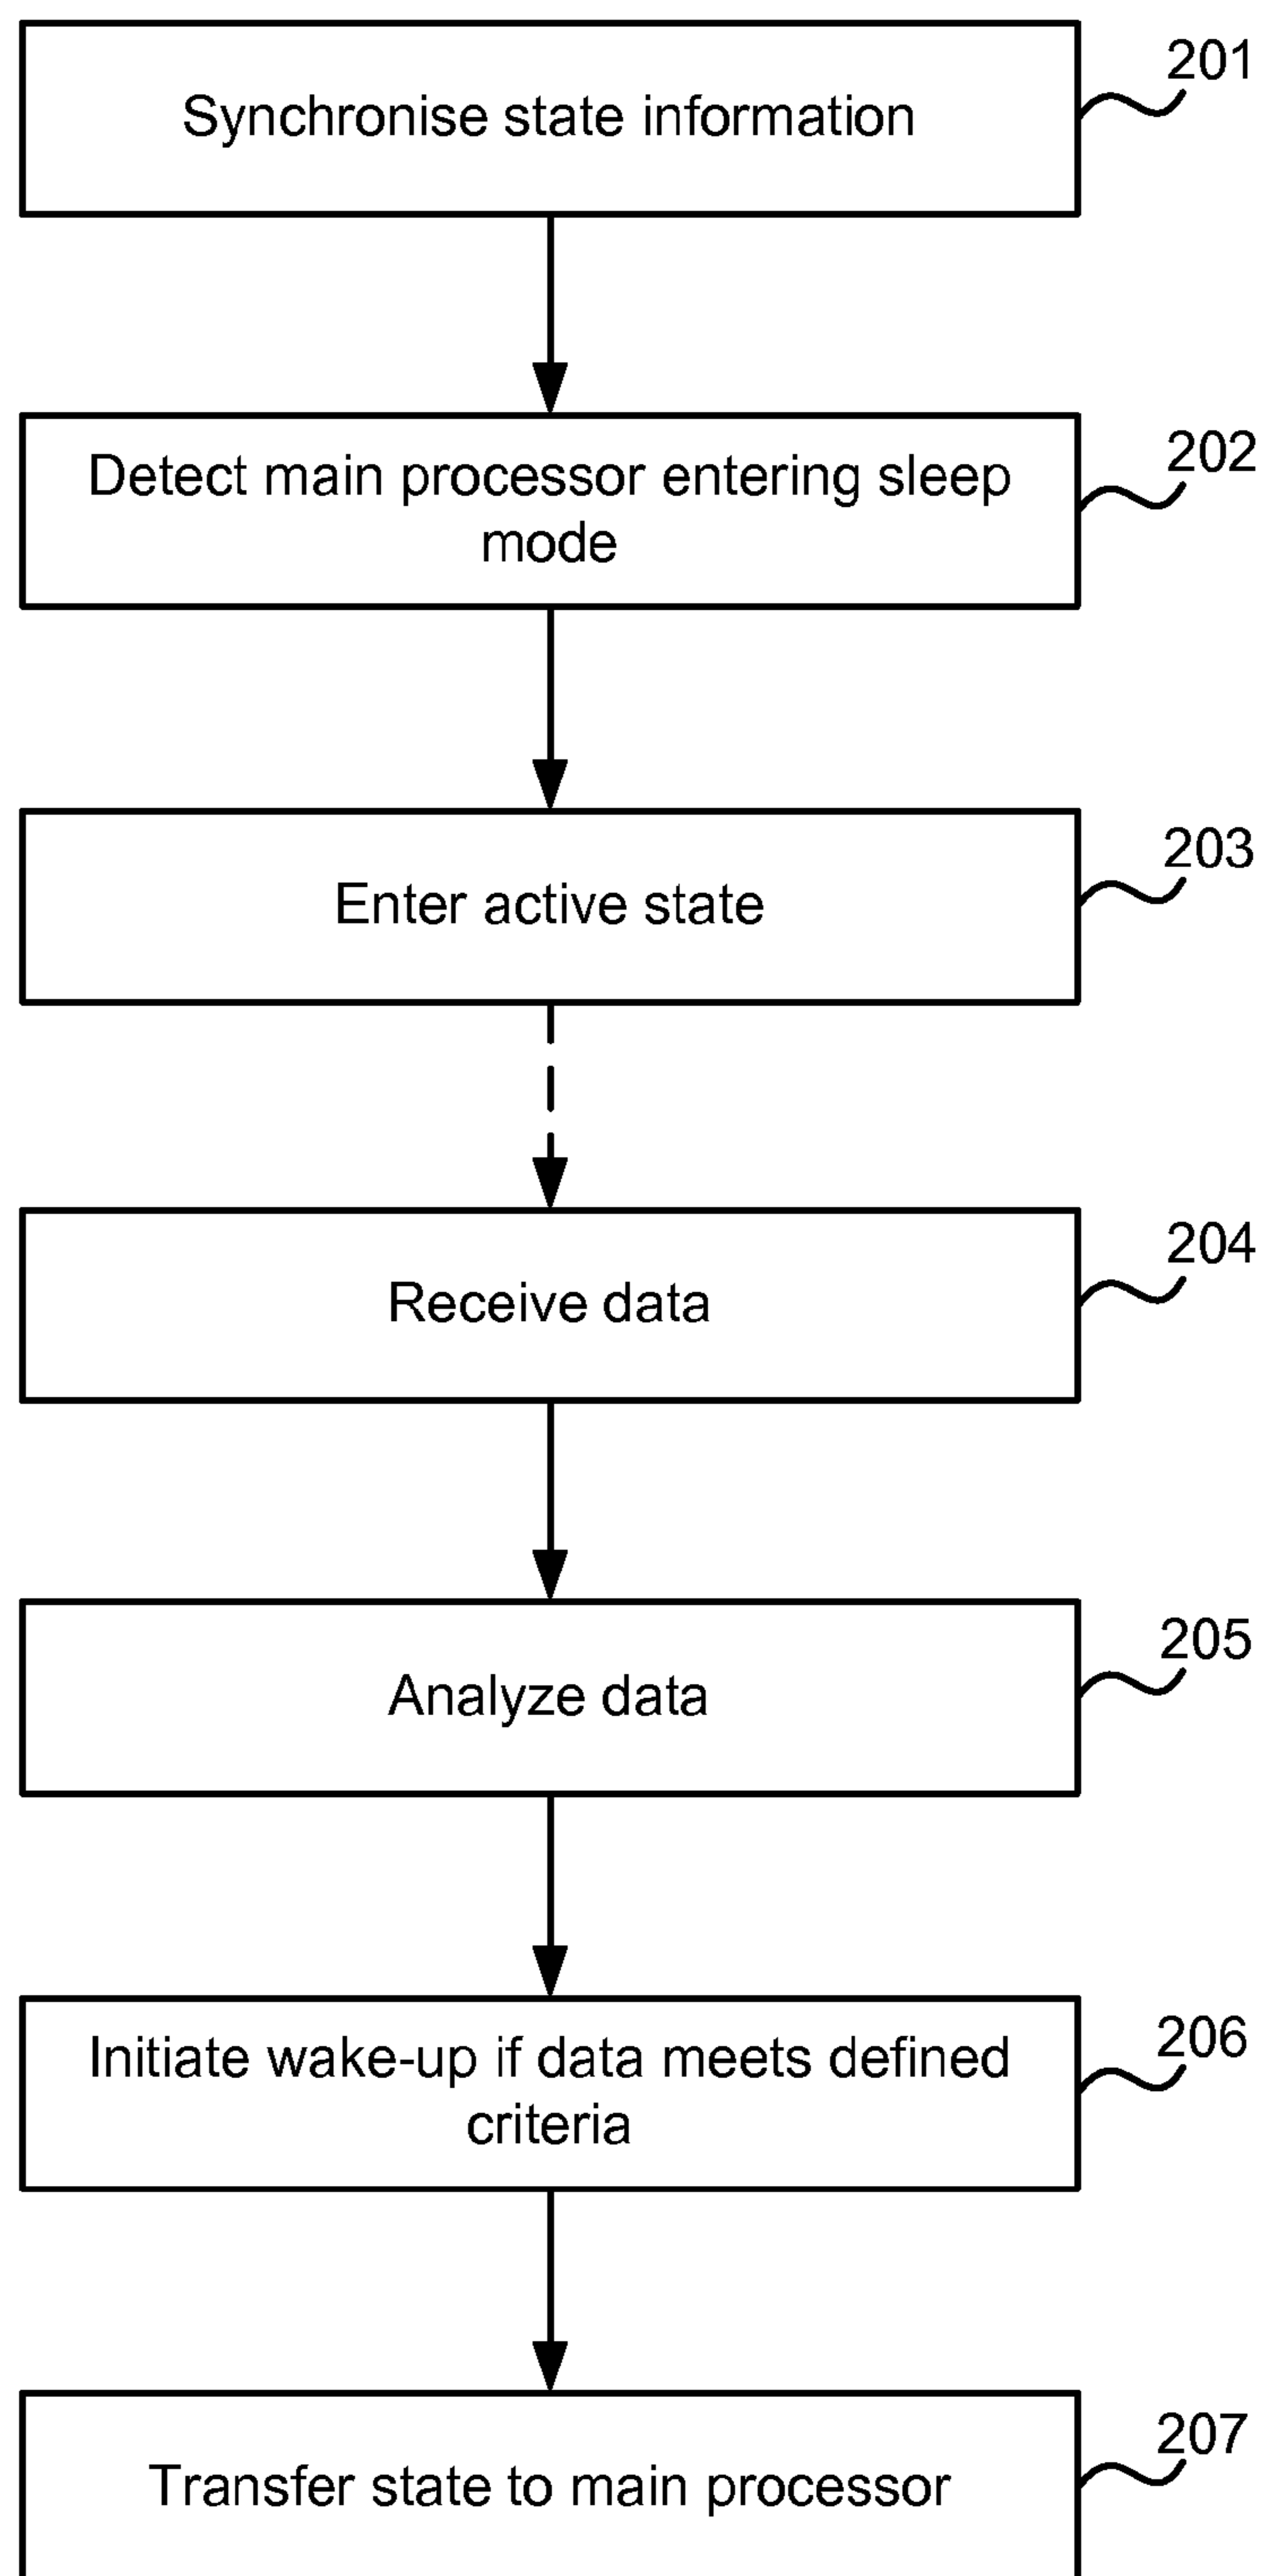 201
Synchronise state information
202
Detect main processor entering sleep
mode
203
Enter active state
204
Receive data
205
Analyze data
206
Initiate wake-up if data meets defined
criteria
207
Transfer state to main processor